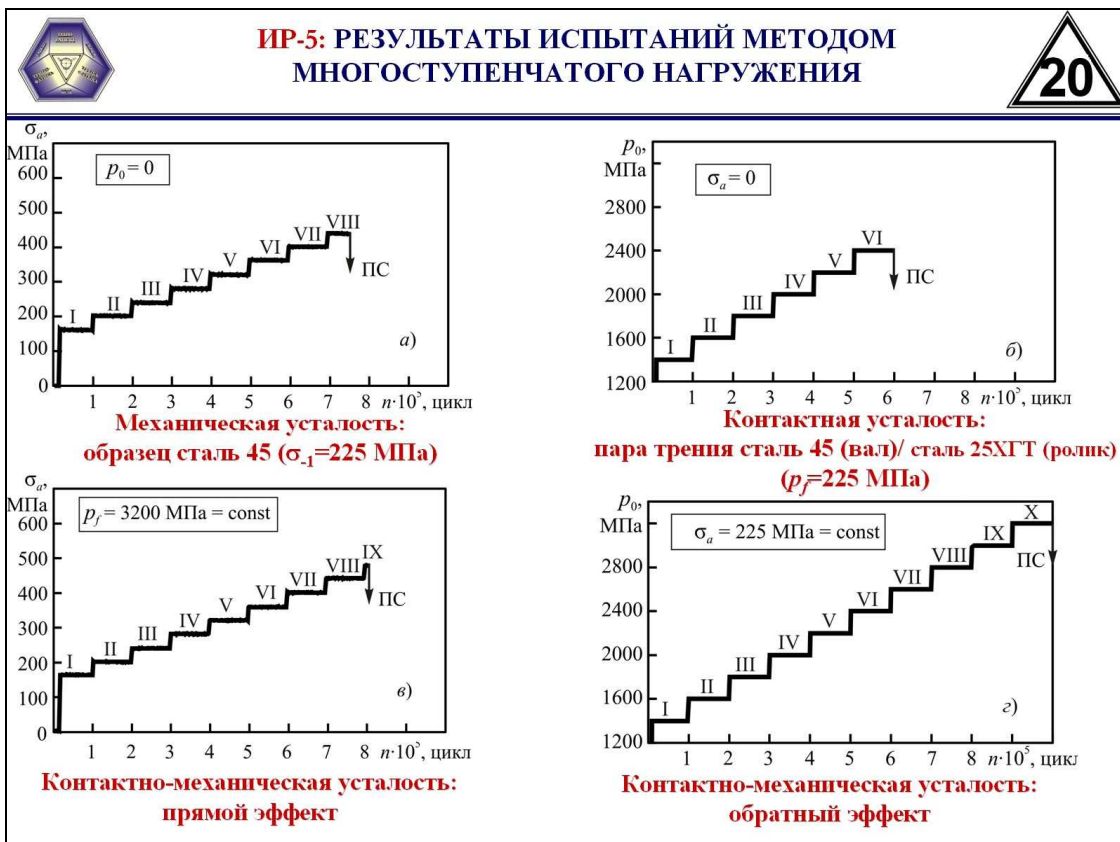 ИР-5: РЕЗУЛЬТАТЫ ИСПЫТАНИЙ МЕТОДОМ
МНОГОСТУПЕНЧАТОГО НАГРУЖЕНИЯ
20
σa,
МПа
600
500
400
300
200
100
0
p0 = 0
I
II
III
IV
V
VI
VII
VIII
ПС
а)
1 2 3 4 5 6 7 8 n·10⁵, цикл
Механическая усталость:
образец сталь 45 (σ-1=225 МПа)
p0,
МПа
2800
2400
2000
1600
1200
σa = 0
I
II
III
IV
V
VI
ПС
б)
1 2 3 4 5 6 7 8 n·10⁵, цикл
Контактная усталость:
пара трения сталь 45 (вал)/ сталь 25ХГТ (ролик)
(pf=225 МПа)
σa,
МПа
600
500
400
300
200
100
0
pf = 3200 МПа = const
I
II
III
IV
V
VI
VII
VIII
IX
ПС
в)
1 2 3 4 5 6 7 8 n·10⁵, цикл
Контактно-механическая усталость:
прямой эффект
p0,
МПа
2800
2400
2000
1600
1200
σa = 225 МПа = const
I
II
III
IV
V
VI
VII
VIII
IX
X
ПС
г)
1 2 3 4 5 6 7 8 n·10⁵, цикл
Контактно-механическая усталость:
обратный эффект